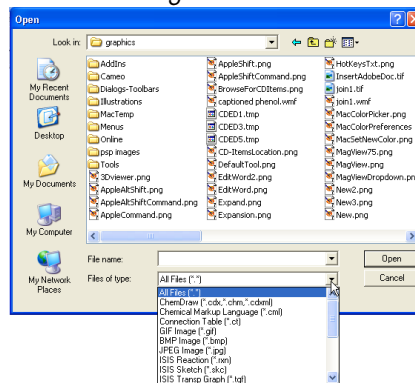 Open
Look in: graphics
My Recent Documents
Desktop
My Documents
My Computer
My Network Places
AddIns
Cameo
Dialogs-Toolbars
Illustrations
MacTemp
Menus
Online
psp images
Tools
3Dviewer.png
AppleAltShift.png
AppleAltShiftCommand.png
AppleCommand.png
AppleShift.png
AppleShiftCommand.png
BrowseForCDItems.png
captioned phenol.wmf
CDED1.tmp
CDED3.tmp
CDED5.tmp
CD-ItemsLocation.png
DefaultTool.png
EditWord2.png
EditWord.png
Expand.png
Expansion.png
HotKeysTxt.png
InsertAdobeDoc.tif
join1.tif
join1.wmf
MacColorPicker.png
MacColorPreferences
MacSetNewColor.png
MagView75.png
MagView.png
MagViewDropdown.pn
New2.png
New3.png
New.png
File name:
Open
Files of type: All Files (*.*)
Cancel
All Files (*.*)
ChemDraw (*.cdx,*.chm,*.cdxml)
Chemical Markup Language (*.cml)
Connection Table (*.ct)
GIF Image (*.gif)
BMP Image (*.bmp)
JPEG Image (*.jpg)
ISIS Reaction (*.rxn)
ISIS Sketch (*.skc)
ISIS Transp Graph (*.tgf)